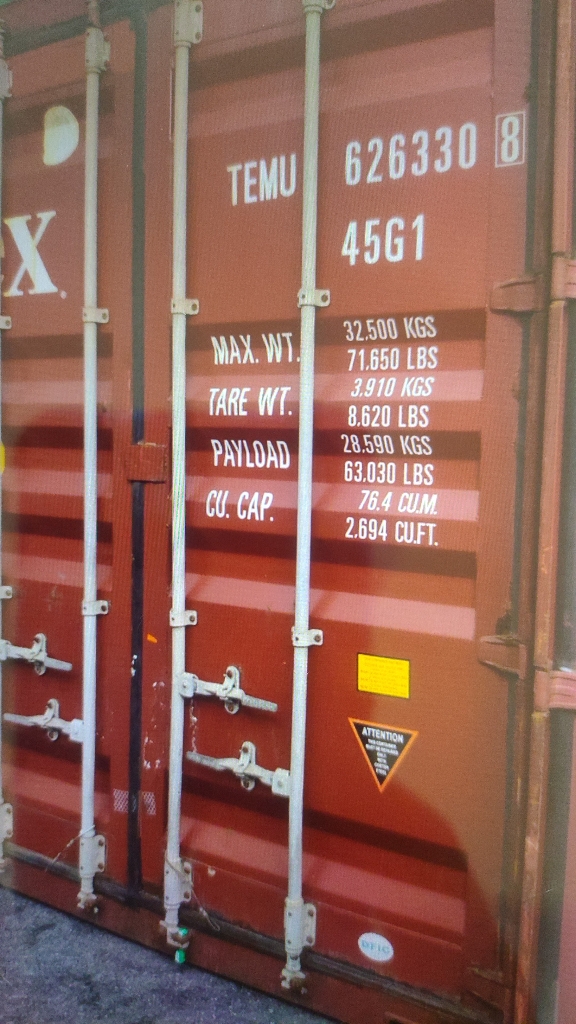 TEMU 626330 8
45G1
X
MAX. WT. 32.500 KGS
71.650 LBS
TARE WT. 3.910 KGS
8.620 LBS
PAYLOAD 28.590 KGS
63.030 LBS
CU. CAP. 76.4 CU.M.
2.694 CU.FT.
ATTENTION